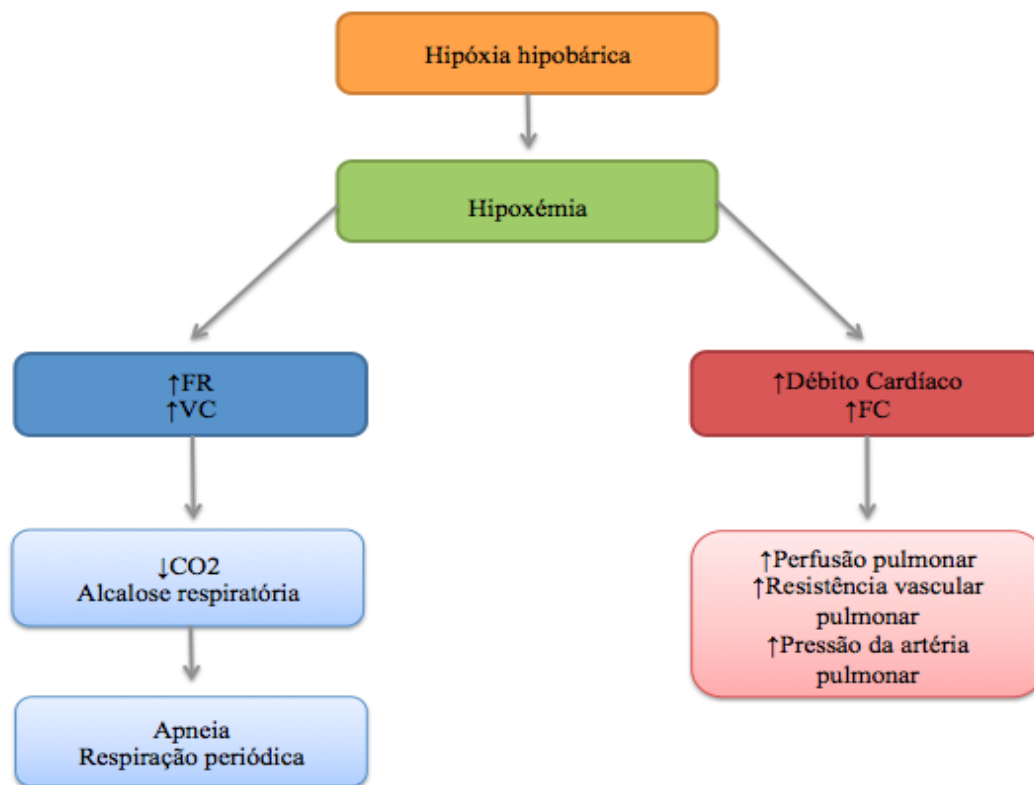 Hipóxia hipobárica
Hipoxémia
↑FR
↑VC
↑Débito Cardíaco
↑FC
↓CO2
Alcalose respiratória
↑Perfusão pulmonar
↑Resistência vascular
pulmonar
↑Pressão da artéria
pulmonar
Apneia
Respiração periódica